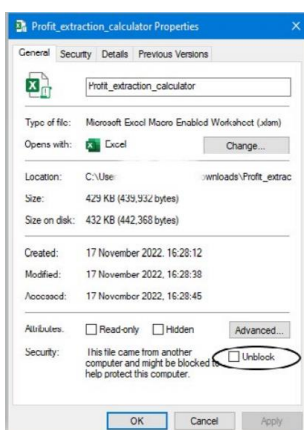 Profit_extraction_calculator Properties X
General Security Details Previous Versions
Profit_extraction_calculator
Type of file: Microsoft Excel Macro Enabled Worksheet (.xlsm)
Opens with: Excel Change...
Location: C:\User wnloads\Profit_extrac
Size: 429 KB (439,932 bytes)
Size on disk: 432 KB (442,368 bytes)
Created: 17 November 2022, 16:28:12
Modified: 17 November 2022, 16:28:38
Accessed: 17 November 2022, 16:28:45
Attributes: Read-only Hidden Advanced...
Security: This file came from another Unblock
computer and might be blocked to
help protect this computer.
OK Cancel Apply